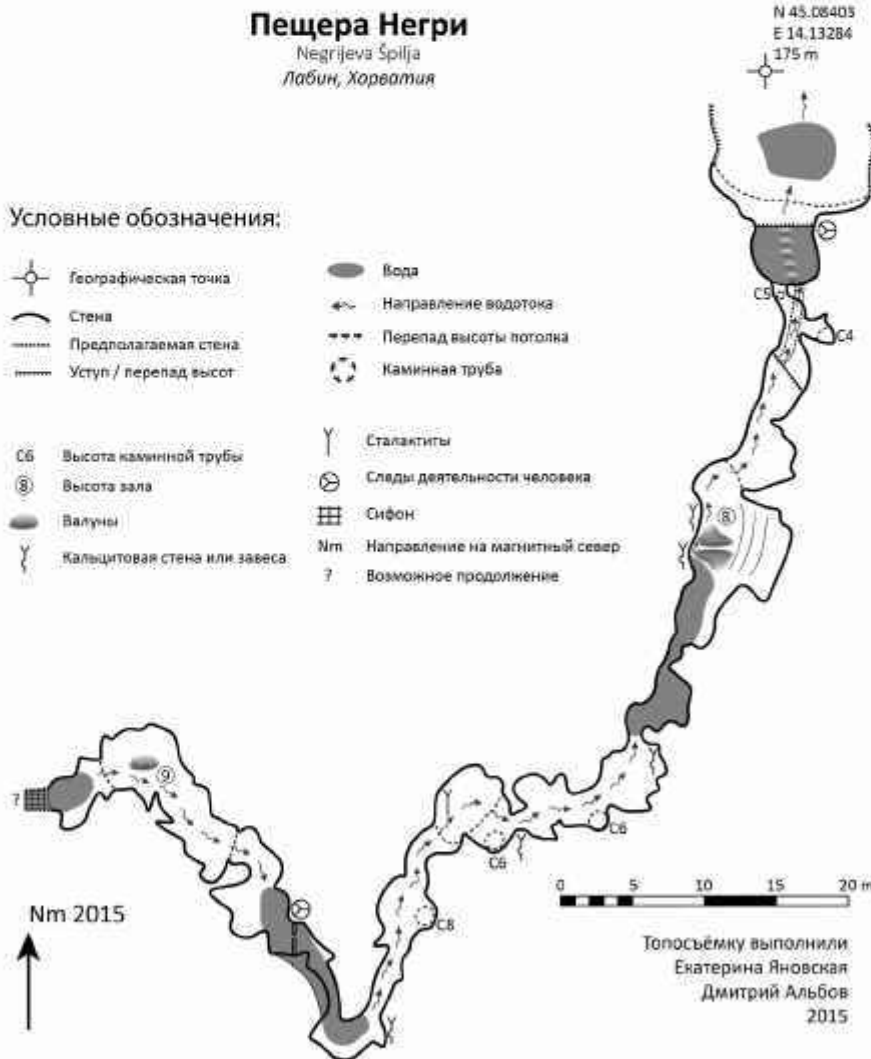 Пещера Негри
Negrijeva Špilja
Лабин, Хорватия
N 45.08403
E 14.13284
175 m
Условные обозначения:
Географическая точка
Стена
Предполагаемая стена
Уступ / перепад высот
Вода
Направление водотока
Перепад высоты потолка
Каминная труба
C6 Высота каминной трубы
8 Высота зала
Валуны
Кальцитовая стена или завеса
Сталактиты
Следы деятельности человека
Сифон
Nm Направление на магнитный север
? Возможное продолжение
C5
C4
8
9
?
C6
C6
C8
Nm 2015
0 5 10 15 20 m
Топосъёмку выполнили
Екатерина Яновская
Дмитрий Альбов
2015